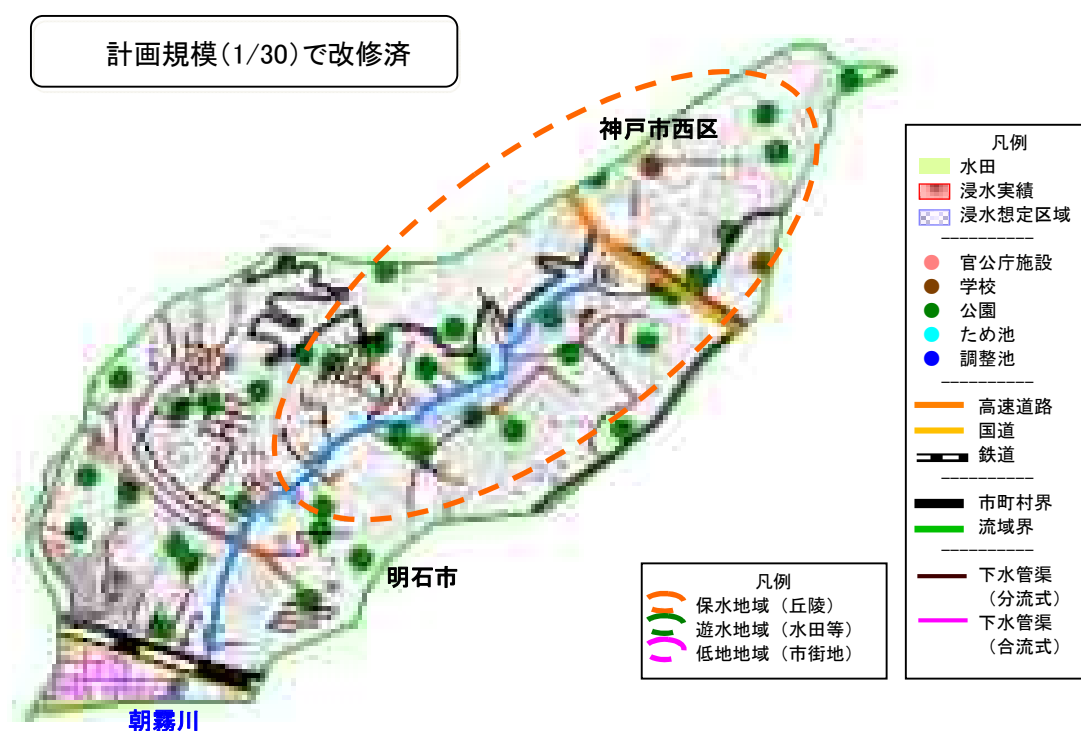 計画規模(1/30)で改修済
神戸市西区
明石市
朝霧川
凡例
水田
浸水実績
浸水想定区域
官公庁施設
学校
公園
ため池
調整池
高速道路
国道
鉄道
市町村界
流域界
下水管渠
(分流式)
下水管渠
(合流式)
凡例
保水地域(丘陵)
遊水地域(水田等)
低地地域(市街地)